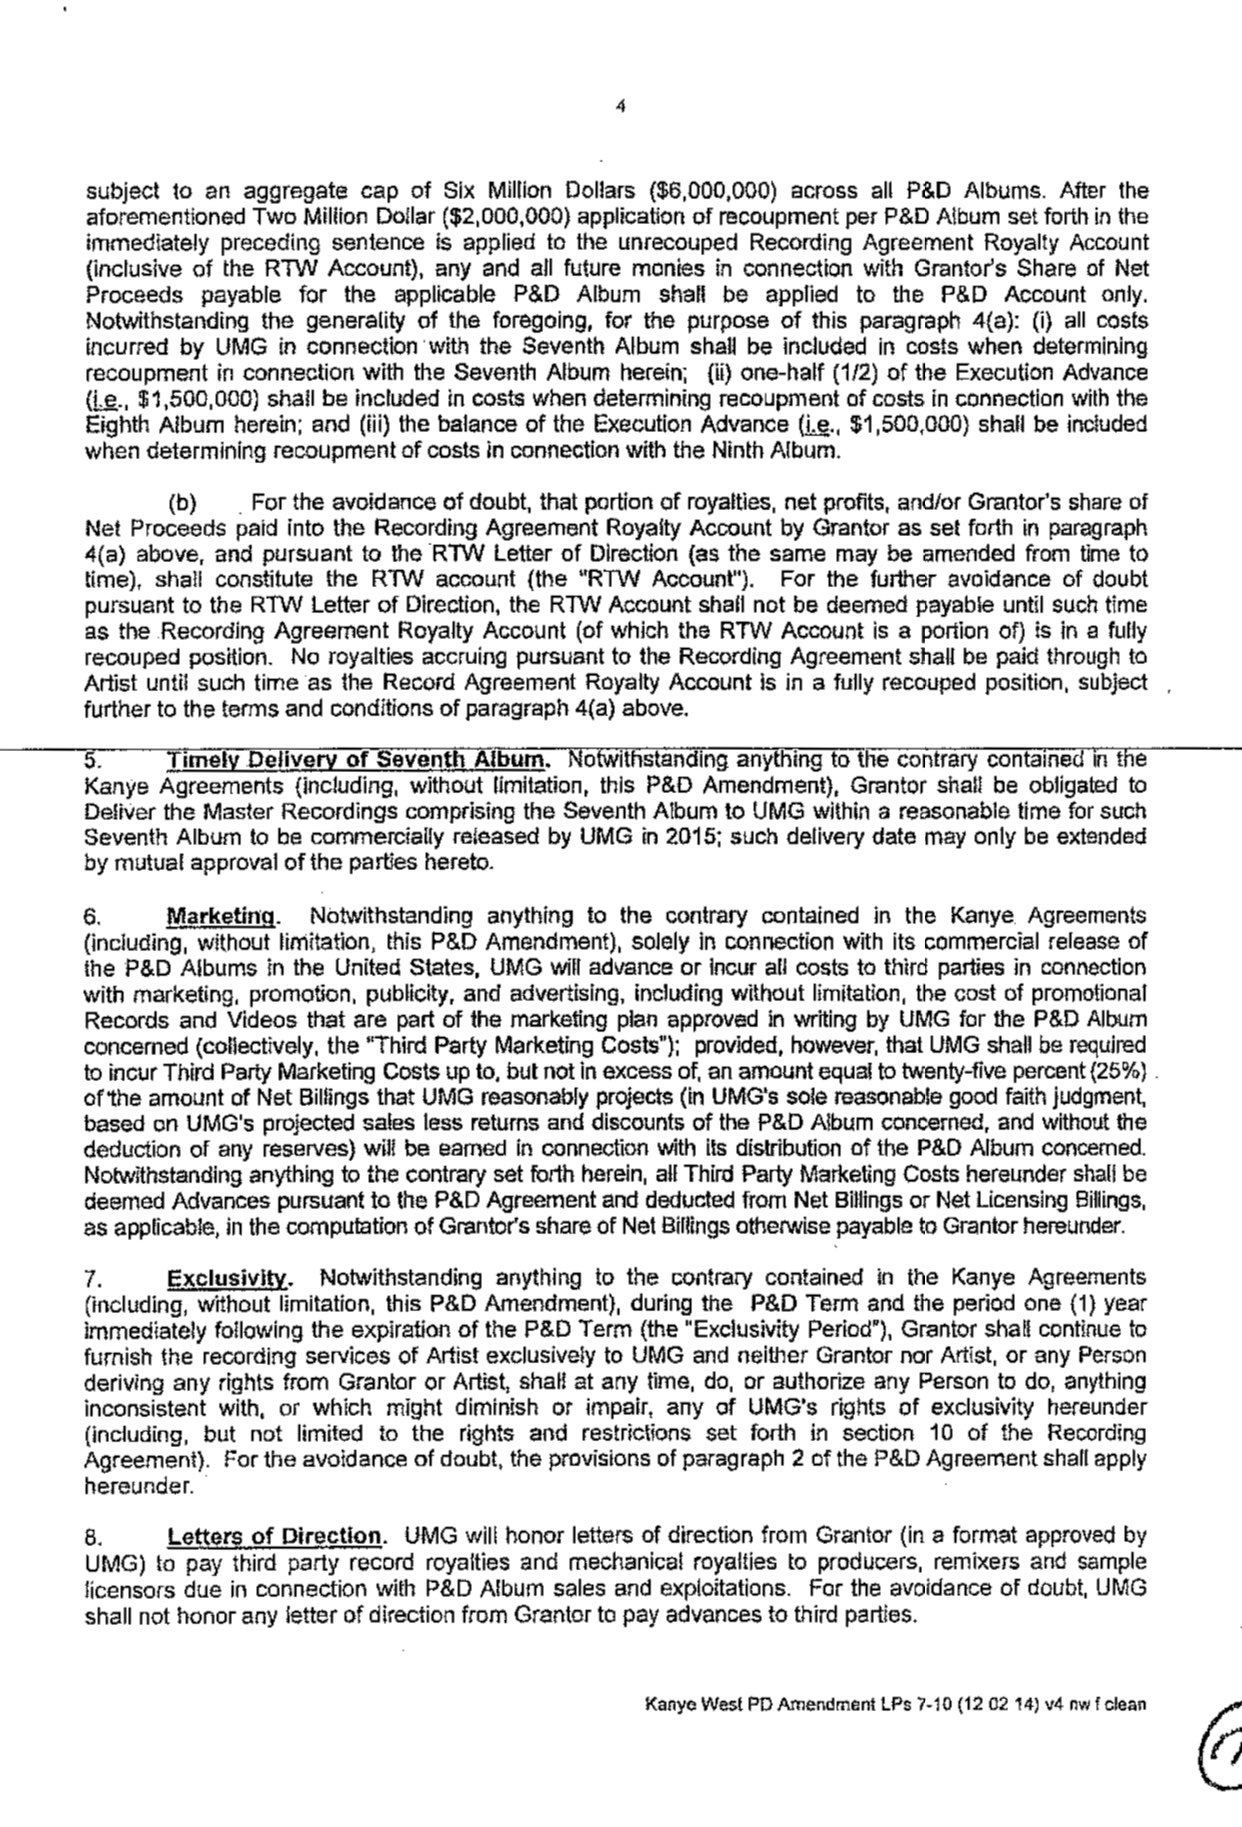 4
subject to an aggregate cap of Six Million Dollars ($6,000,000) across all P&D Albums. After the
aforementioned Two Million Dollar ($2,000,000) application of recoupment per P&D Album set forth in the
immediately preceding sentence is applied to the unrecouped Recording Agreement Royalty Account
(inclusive of the RTW Account), any and all future monies in connection with Grantor's Share of Net
Proceeds payable for the applicable P&D Album shall be applied to the P&D Account only.
Notwithstanding the generality of the foregoing, for the purpose of this paragraph 4(a): (i) all costs
incurred by UMG in connection with the Seventh Album shall be included in costs when determining
recoupment in connection with the Seventh Album herein; (ii) one-half (1/2) of the Execution Advance
(i.e., $1,500,000) shall be included in costs when determining recoupment of costs in connection with the
Eighth Album herein; and (iii) the balance of the Execution Advance (i.e., $1,500,000) shall be included
when determining recoupment of costs in connection with the Ninth Album.
(b) For the avoidance of doubt, that portion of royalties, net profits, and/or Grantor's share of
Net Proceeds paid into the Recording Agreement Royalty Account by Grantor as set forth in paragraph
4(a) above, and pursuant to the RTW Letter of Direction (as the same may be amended from time to
time), shall constitute the RTW account (the "RTW Account"). For the further avoidance of doubt
pursuant to the RTW Letter of Direction, the RTW Account shall not be deemed payable until such time
as the Recording Agreement Royalty Account (of which the RTW Account is a portion of) is in a fully
recouped position. No royalties accruing pursuant to the Recording Agreement shall be paid through to
Artist until such time as the Record Agreement Royalty Account is in a fully recouped position, subject
further to the terms and conditions of paragraph 4(a) above.
5. Timely Delivery of Seventh Album. Notwithstanding anything to the contrary contained in the
Kanye Agreements (including, without limitation, this P&D Amendment), Grantor shall be obligated to
Deliver the Master Recordings comprising the Seventh Album to UMG within a reasonable time for such
Seventh Album to be commercially released by UMG in 2015; such delivery date may only be extended
by mutual approval of the parties hereto.
6. Marketing. Notwithstanding anything to the contrary contained in the Kanye Agreements
(including, without limitation, this P&D Amendment), solely in connection with its commercial release of
the P&D Albums in the United States, UMG will advance or incur all costs to third parties in connection
with marketing, promotion, publicity, and advertising, including without limitation, the cost of promotional
Records and Videos that are part of the marketing plan approved in writing by UMG for the P&D Album
concerned (collectively, the "Third Party Marketing Costs"); provided, however, that UMG shall be required
to incur Third Party Marketing Costs up to, but not in excess of, an amount equal to twenty-five percent (25%)
of the amount of Net Billings that UMG reasonably projects (in UMG's sole reasonable good faith judgment,
based on UMG's projected sales less returns and discounts of the P&D Album concerned, and without the
deduction of any reserves) will be earned in connection with its distribution of the P&D Album concerned.
Notwithstanding anything to the contrary set forth herein, all Third Party Marketing Costs hereunder shall be
deemed Advances pursuant to the P&D Agreement and deducted from Net Billings or Net Licensing Billings,
as applicable, in the computation of Grantor's share of Net Billings otherwise payable to Grantor hereunder.
7. Exclusivity. Notwithstanding anything to the contrary contained in the Kanye Agreements
(including, without limitation, this P&D Amendment), during the P&D Term and the period one (1) year
immediately following the expiration of the P&D Term (the "Exclusivity Period"), Grantor shall continue to
furnish the recording services of Artist exclusively to UMG and neither Grantor nor Artist, or any Person
deriving any rights from Grantor or Artist, shall at any time, do, or authorize any Person to do, anything
inconsistent with, or which might diminish or impair, any of UMG's rights of exclusivity hereunder
(including, but not limited to the rights and restrictions set forth in section 10 of the Recording
Agreement). For the avoidance of doubt, the provisions of paragraph 2 of the P&D Agreement shall apply
hereunder.
8. Letters of Direction. UMG will honor letters of direction from Grantor (in a format approved by
UMG) to pay third party record royalties and mechanical royalties to producers, remixers and sample
licensors due in connection with P&D Album sales and exploitations. For the avoidance of doubt, UMG
shall not honor any letter of direction from Grantor to pay advances to third parties.
Kanye West PD Amendment LPs 7-10 (12 02 14) v4 nw f clean